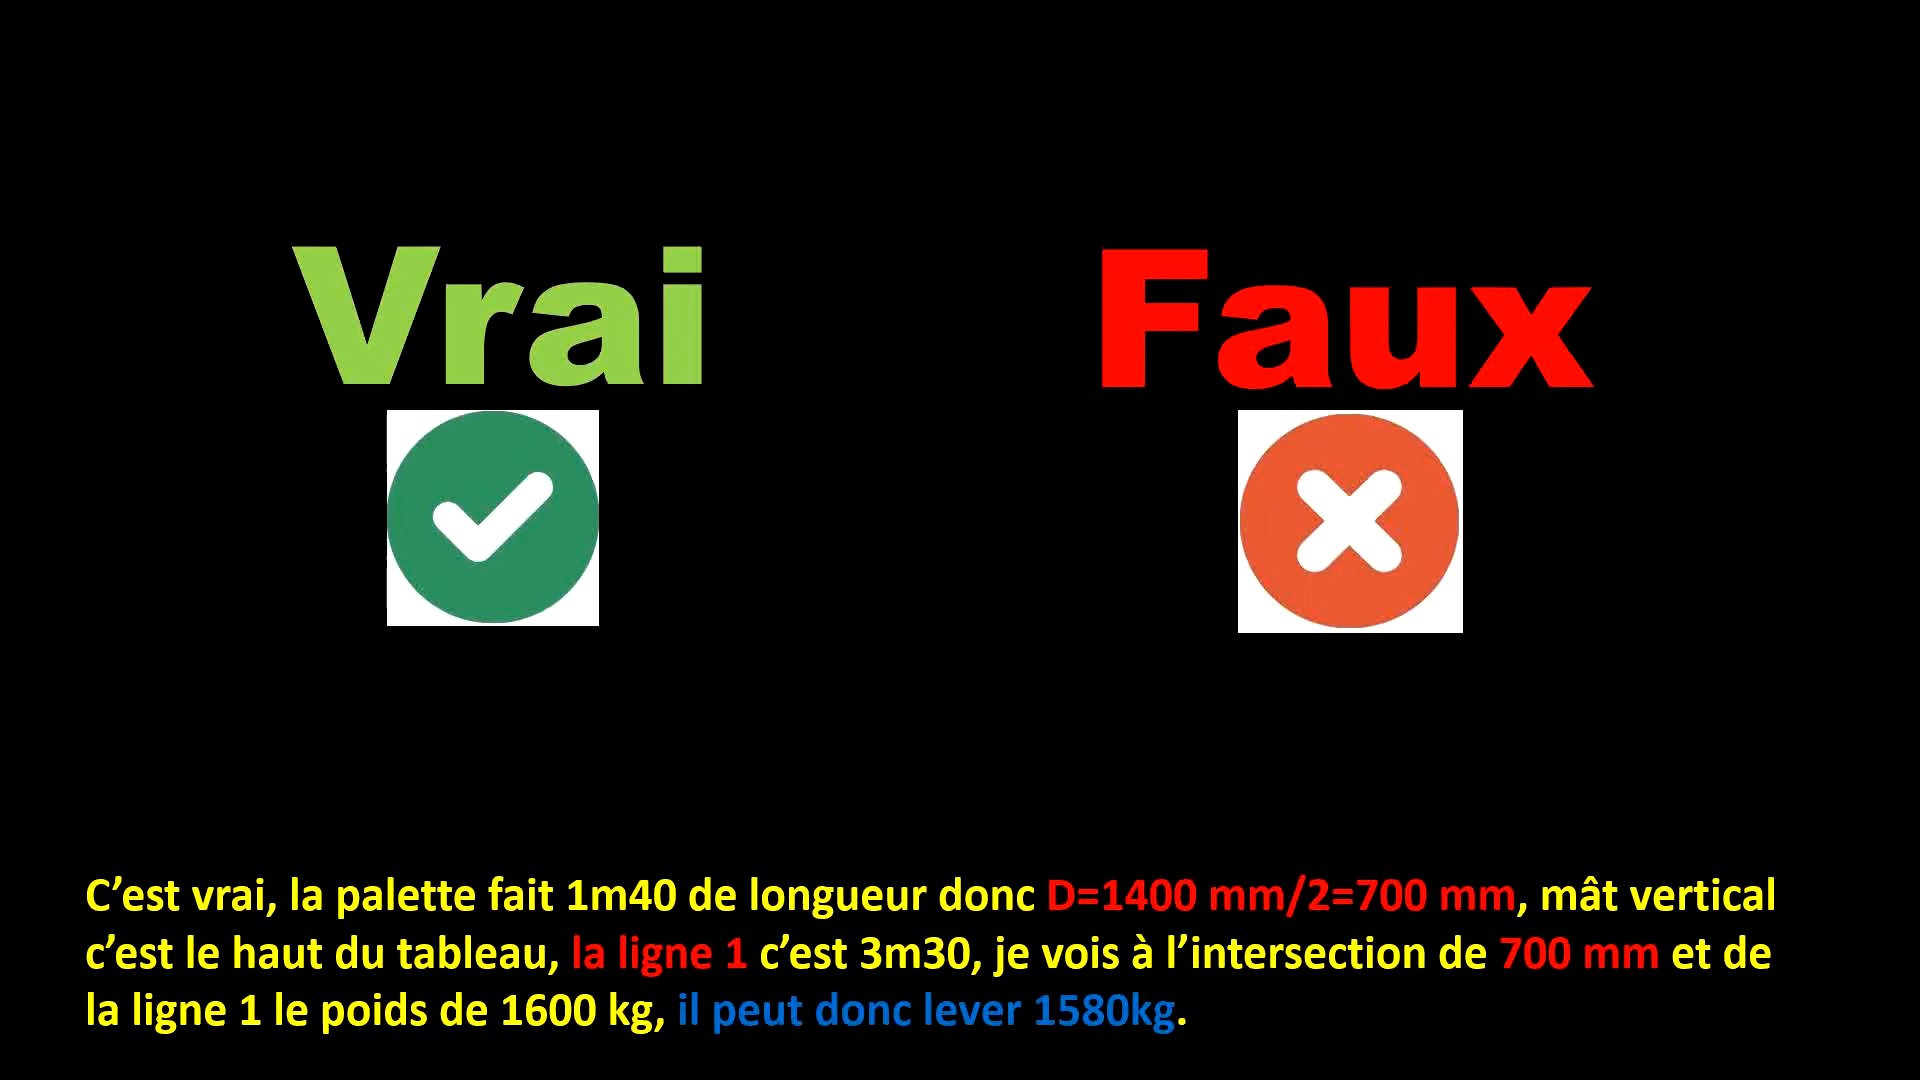 Vrai
Faux
C’est vrai, la palette fait 1m40 de longueur donc D=1400 mm/2=700 mm, mât vertical
c’est le haut du tableau, la ligne 1 c’est 3m30, je vois à l’intersection de 700 mm et de
la ligne 1 le poids de 1600 kg, il peut donc lever 1580kg.